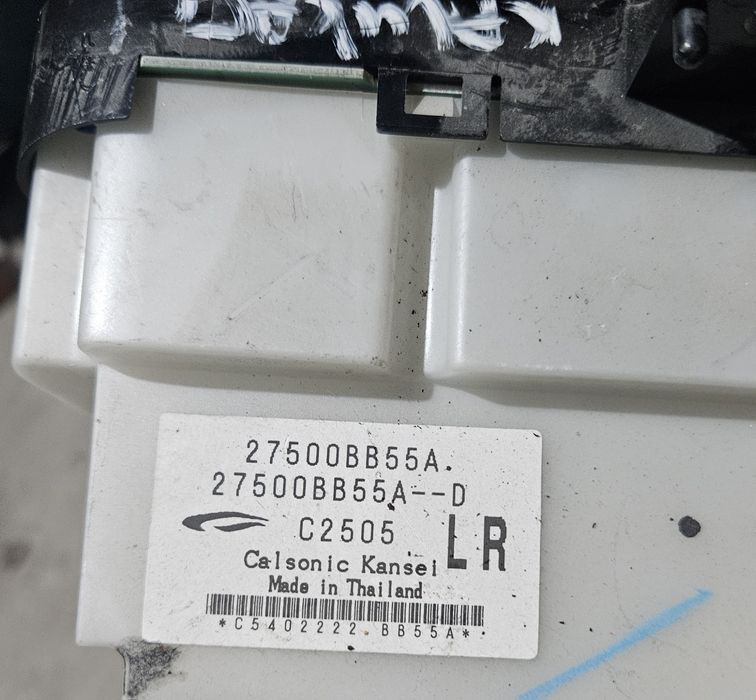 27500BB55A.
27500BB55A--D
C2505 LR
Calsonic Kansei
Made in Thailand
*C5402222 BB55A*